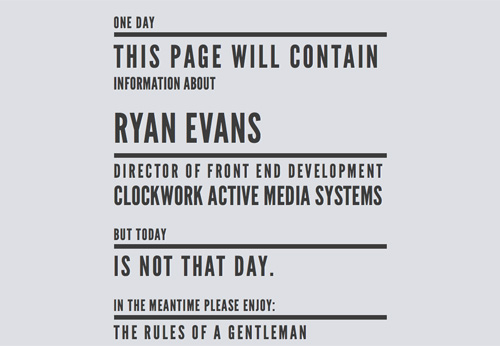 ONE DAY
THIS PAGE WILL CONTAIN
INFORMATION ABOUT
RYAN EVANS
DIRECTOR OF FRONT END DEVELOPMENT
CLOCKWORK ACTIVE MEDIA SYSTEMS
BUT TODAY
IS NOT THAT DAY.
IN THE MEANTIME PLEASE ENJOY:
THE RULES OF A GENTLEMAN